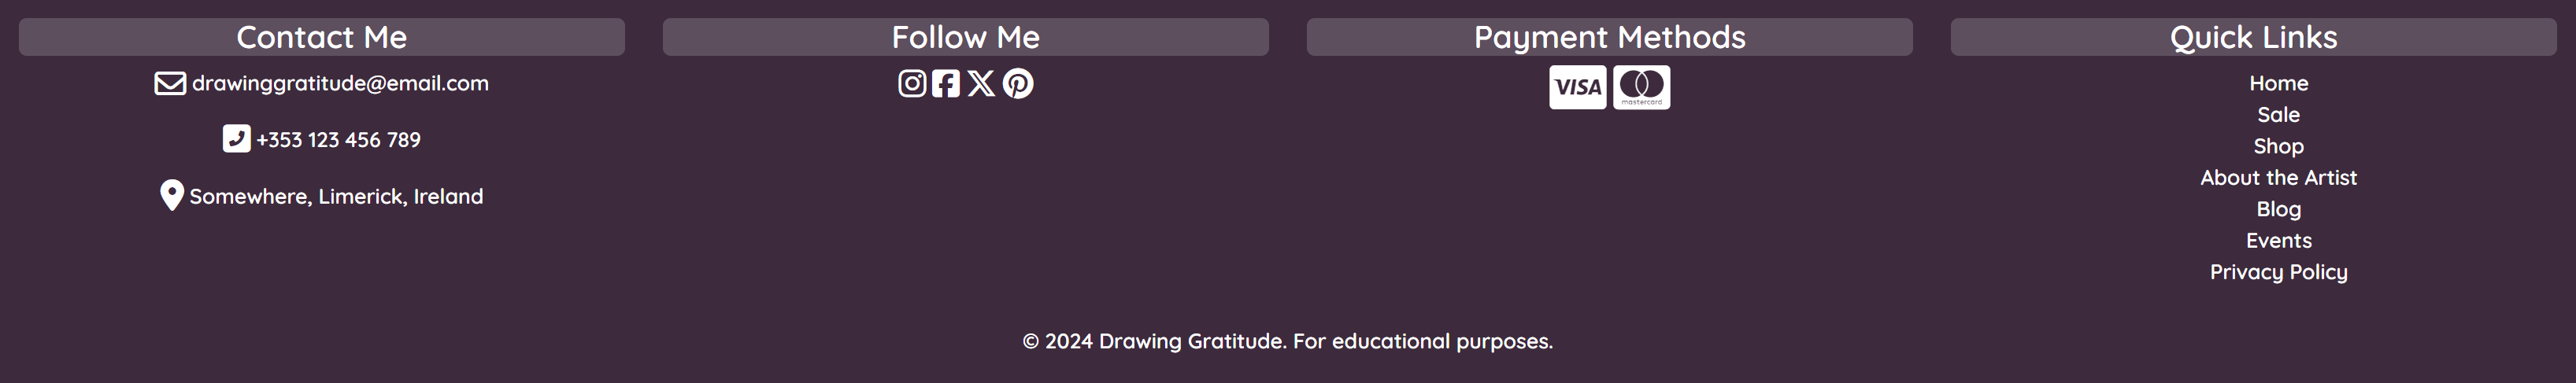 Contact Me
drawinggratitude@email.com
+353 123 456 789
Somewhere, Limerick, Ireland
Follow Me
Payment Methods
VISA
mastercard
Quick Links
Home
Sale
Shop
About the Artist
Blog
Events
Privacy Policy
© 2024 Drawing Gratitude. For educational purposes.